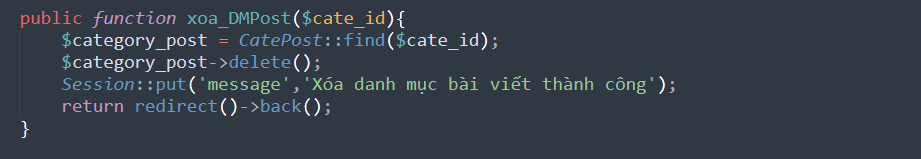 public function xoa_DMPost($cate_id){
    $category_post = CatePost::find($cate_id);
    $category_post->delete();
    Session::put('message','Xóa danh mục bài viết thành công');
    return redirect()->back();
}